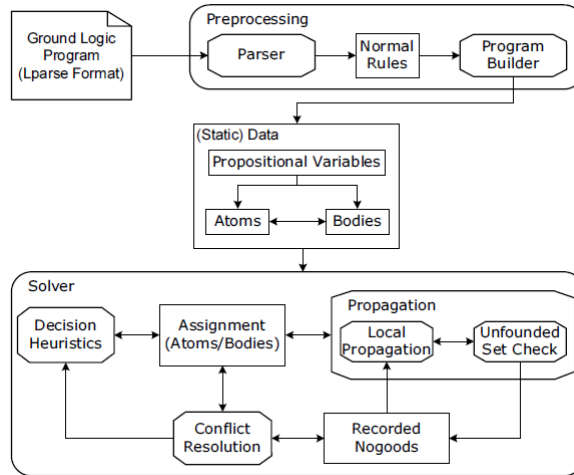 Preprocessing
Ground Logic
Program
(Lparse Format)
Parser
Normal
Rules
Program
Builder
(Static) Data
Propositional Variables
Atoms
Bodies
Solver
Propagation
Decision
Heuristics
Assignment
(Atoms/Bodies)
Local
Propagation
Unfounded
Set Check
Conflict
Resolution
Recorded
Nogoods